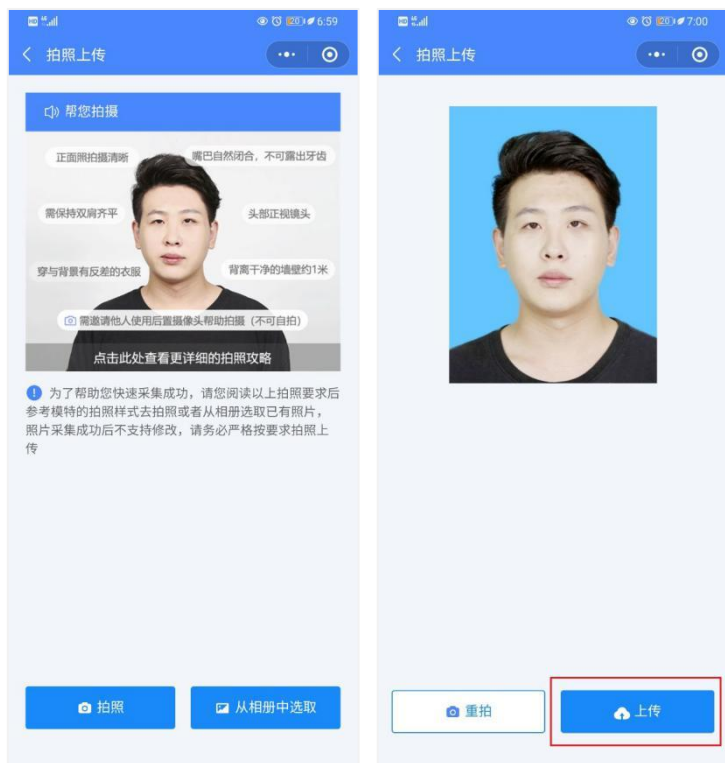 HD 4G 20 6:59
拍照上传
帮您拍摄
正面照拍摄清晰
嘴巴自然闭合，不可露出牙齿
需保持双肩齐平
头部正视镜头
穿与背景有反差的衣服
背离干净的墙壁约1米
需邀请他人使用后置摄像头帮助拍摄（不可自拍）
点击此处查看更详细的拍照攻略
为了帮助您快速采集成功，请您阅读以上拍照要求后
参考模特的拍照样式去拍照或者从相册选取已有照片，
照片采集成功后不支持修改，请务必严格按要求拍照上
传
拍照
从相册中选取
HD 4G 20 7:00
拍照上传
重拍
上传